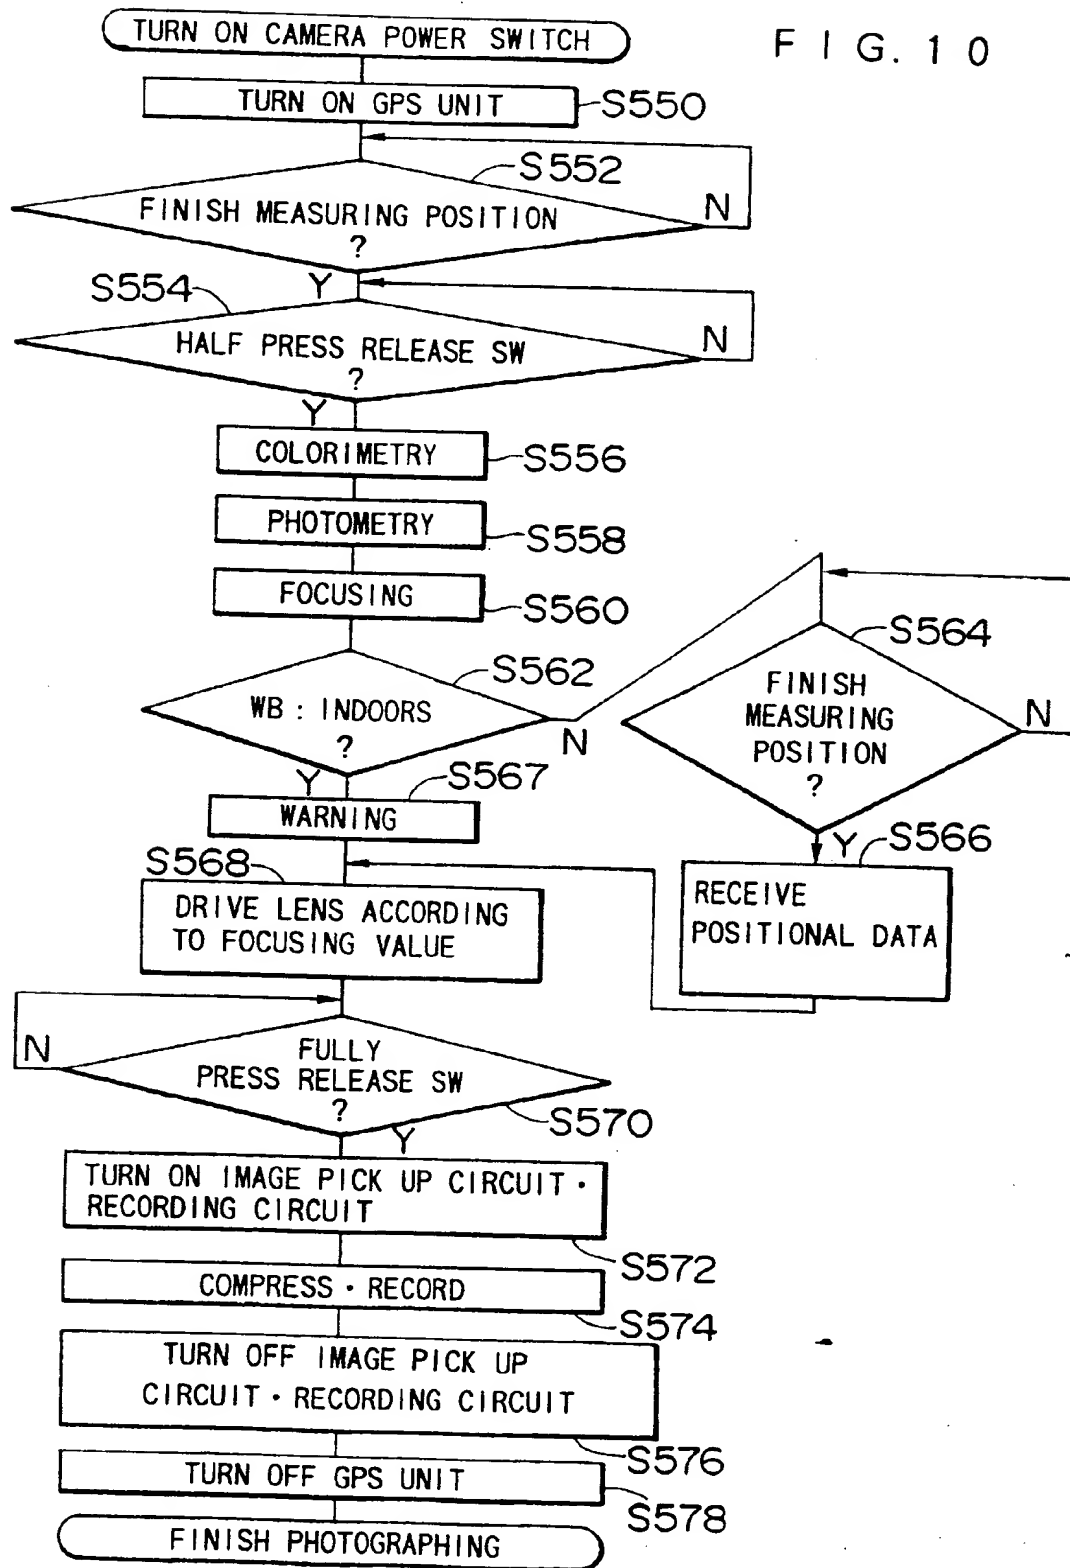 TURN ON CAMERA POWER SWITCH
FIG. 10
TURN ON GPS UNIT
S550
S552
FINISH MEASURING POSITION
?
N
Y
S554
HALF PRESS RELEASE SW
?
N
Y
COLORIMETRY
S556
PHOTOMETRY
S558
FOCUSING
S560
S562
WB : INDOORS
?
N
Y
S564
FINISH
MEASURING
POSITION
?
N
Y
S566
RECEIVE
POSITIONAL DATA
S567
WARNING
S568
DRIVE LENS ACCORDING
TO FOCUSING VALUE
N
FULLY
PRESS RELEASE SW
?
S570
Y
TURN ON IMAGE PICK UP CIRCUIT・
RECORDING CIRCUIT
S572
COMPRESS・RECORD
S574
TURN OFF IMAGE PICK UP
CIRCUIT・RECORDING CIRCUIT
S576
TURN OFF GPS UNIT
S578
FINISH PHOTOGRAPHING